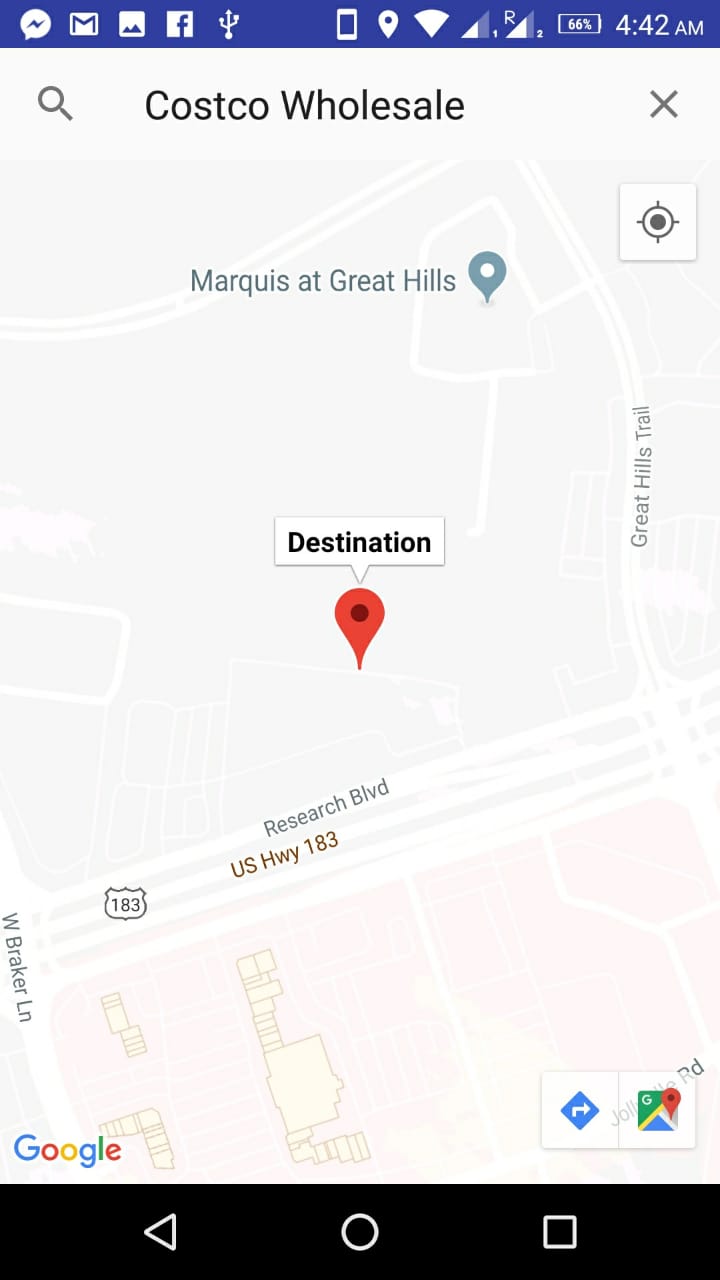 R
1
2
66%
4:42 AM
Costco Wholesale
Marquis at Great Hills
Great Hills Trail
Destination
Research Blvd
US Hwy 183
183
W Braker Ln
Rd
G
Google